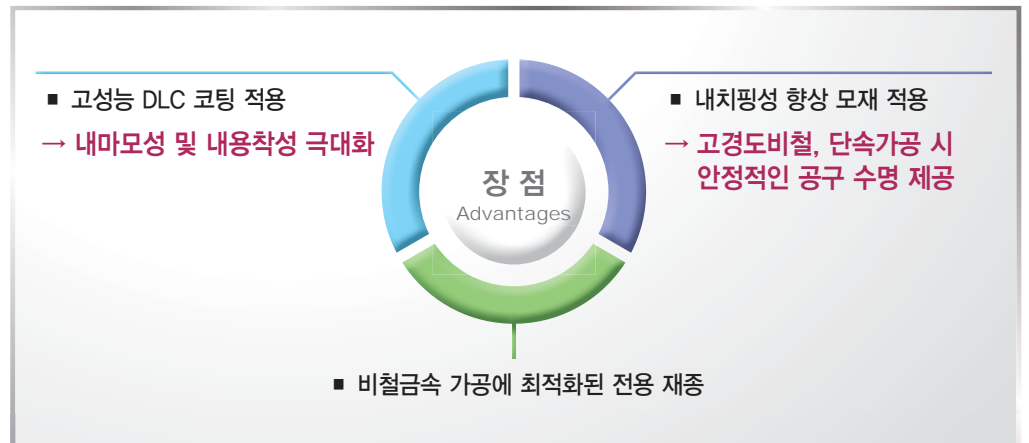 ■ 고성능 DLC 코팅 적용
→ 내마모성 및 내용착성 극대화
장 점
Advantages
■ 내치핑성 향상 모재 적용
→ 고경도비철, 단속가공 시
안정적인 공구 수명 제공
■ 비철금속 가공에 최적화된 전용 재종